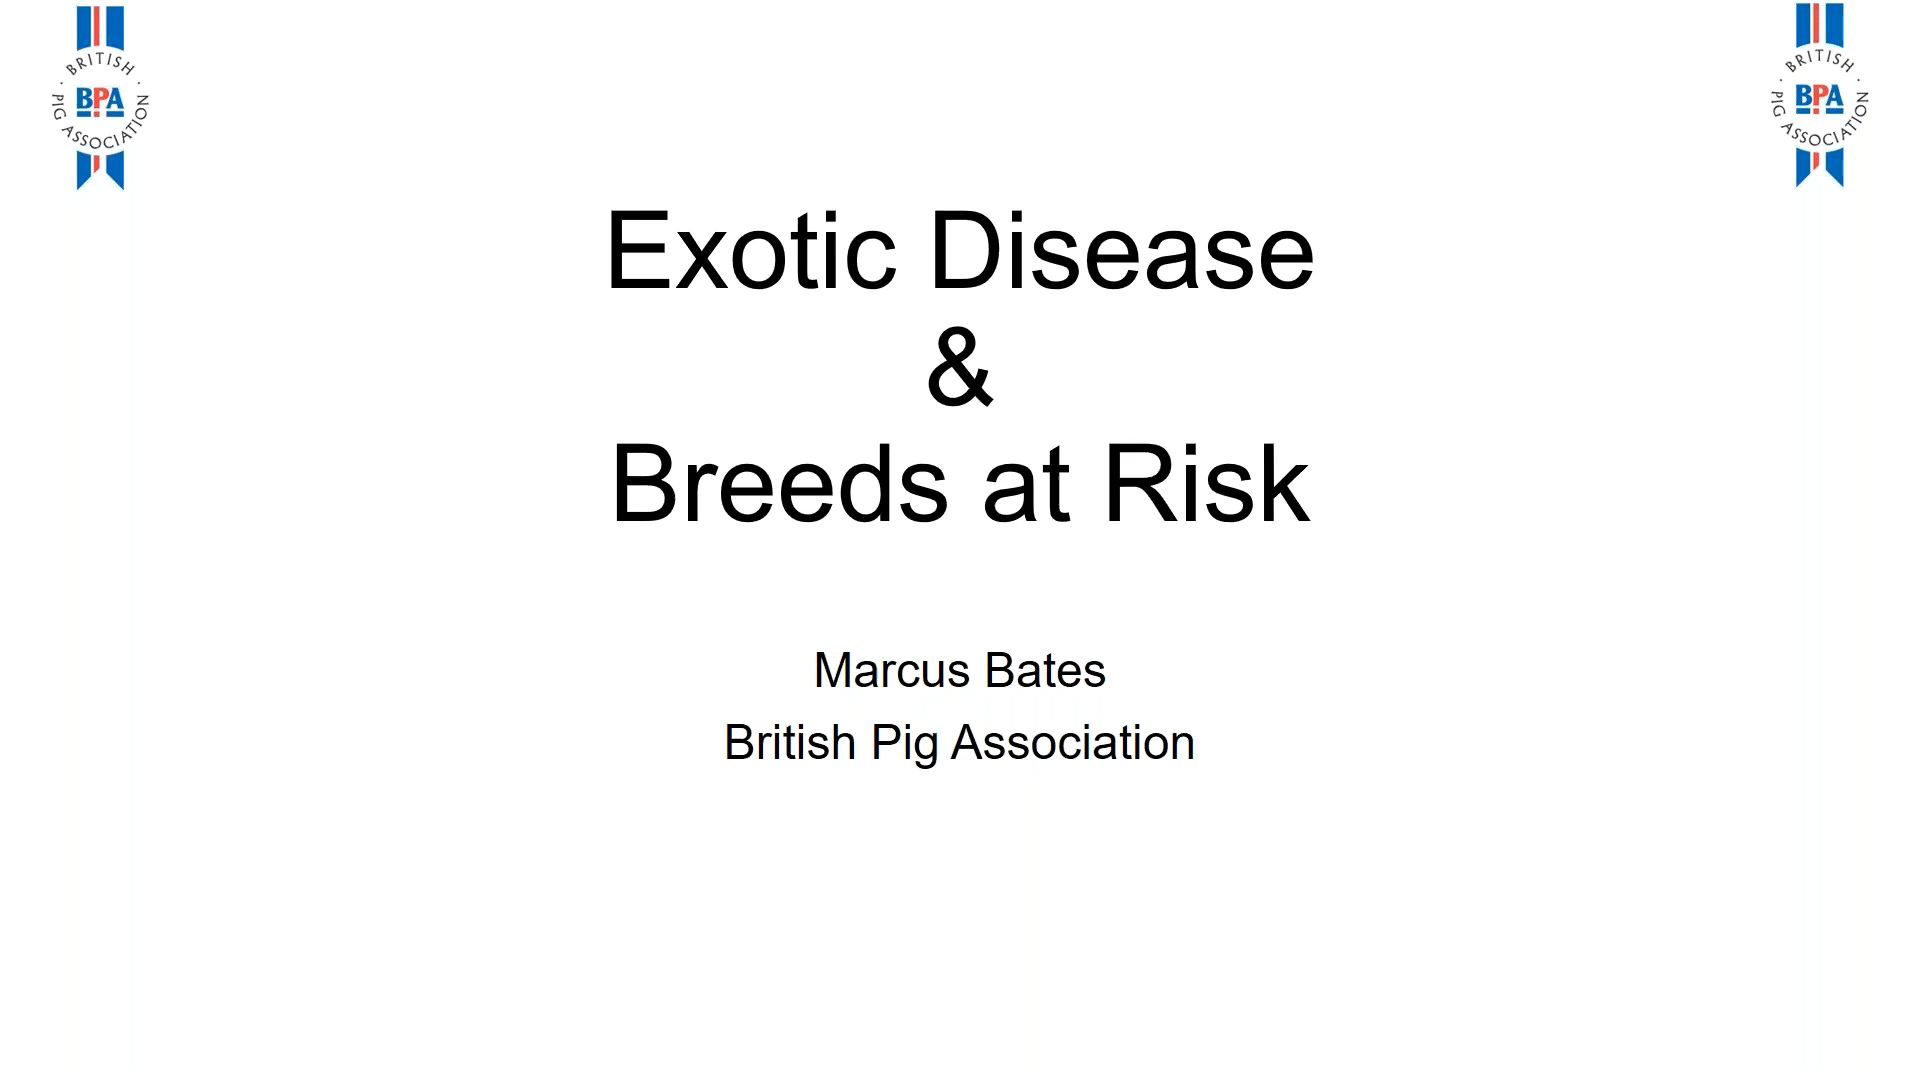 BRITISH
BPA
PIG ASSOCIATION
BRITISH
BPA
PIG ASSOCIATION
Exotic Disease
&
Breeds at Risk
Marcus Bates
British Pig Association